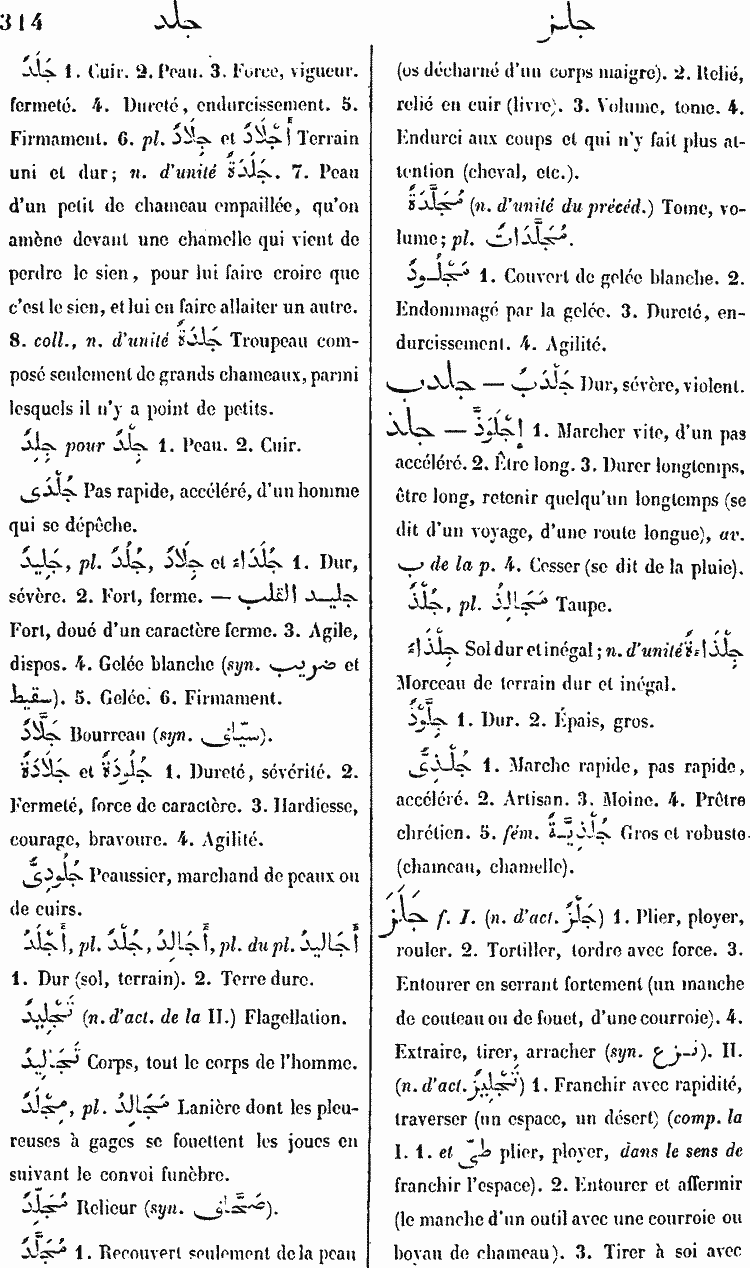 314
جلد
جلز
جَلْدٌ 1. Cuir. 2. Peau. 3. Force, vigueur.
fermeté. 4. Dureté, endurcissement. 5.
Firmament. 6. pl. جِلَادٌ et أَجْلَادٌ Terrain
uni et dur; n. d'unité جَلْدَةٌ. 7. Peau
d'un petit de chameau empaillée, qu'on
amène devant une chamelle qui vient de
perdre le sien, pour lui faire croire que
c'est le sien, et lui en faire allaiter un autre.
8. coll., n. d'unité جَلَدَةٌ Troupeau com-
posé seulement de grands chameaux, parmi
lesquels il n'y a point de petits.
جِلِدٌ pour جِلْدٌ 1. Peau. 2. Cuir.
جُلْدَى Pas rapide, accéléré, d'un homme
qui se dépêche.
جَلِيدٌ, pl. جُلُدٌ, جِلَادٌ et جُلَدَاءُ 1. Dur,
sévère. 2. Fort, ferme. — جليد القلب
Fort, doué d'un caractère ferme. 3. Agile,
dispos. 4. Gelée blanche (syn. ضريب et
سقيط). 5. Gelée. 6. Firmament.
جَلَّادٌ Bourreau (syn. سيّاف).
جَلَادَةٌ et جُلُودَةٌ 1. Dureté, sévérité. 2.
Fermeté, force de caractère. 3. Hardiesse,
courage, bravoure. 4. Agilité.
جُلُودِىٌّ Peaussier, marchand de peaux ou
de cuirs.
أَجْلَدٌ, pl. جُلْدٌ, أَجَالِدُ, pl. du pl. أَجَالِيدُ
1. Dur (sol, terrain). 2. Terre dure.
تَجْلِيدٌ (n. d'act. de la II.) Flagellation.
تَجَالِيدُ Corps, tout le corps de l'homme.
مِجْلَدٌ, pl. مَجَالِدُ Lanière dont les pleu-
reuses à gages se fouettent les joues en
suivant le convoi funèbre.
مُجَلِّدٌ Relieur (syn. صَحَّاف).
مُجَلَّدٌ 1. Recouvert seulement de la peau
(os décharné d'un corps maigre). 2. Relié,
relié en cuir (livre). 3. Volume, tome. 4.
Endurci aux coups et qui n'y fait plus at-
tention (cheval, etc.).
مُجَلَّدَةٌ (n. d'unité du précéd.) Tome, vo-
lume; pl. مُجَلَّدَاتٌ.
مَجْلُودٌ 1. Couvert de gelée blanche. 2.
Endommagé par la gelée. 3. Dureté, en-
durcissement. 4. Agilité.
جلدب — جَلْدَبٌ Dur, sévère, violent.
جلذ — إِجْلَوَّذَ 1. Marcher vite, d'un pas
accéléré. 2. Être long. 3. Durer longtemps,
être long, retenir quelqu'un longtemps (se
dit d'un voyage, d'une route longue), av.
ب de la p. 4. Cesser (se dit de la pluie).
جُلْذٌ, pl. مَجَالِذُ Taupe.
جِلْذَاءٌ Sol dur et inégal; n. d'unité جِلْذَاءَةٌ
Morceau de terrain dur et inégal.
جِلَّوْذٌ 1. Dur. 2. Épais, gros.
جُلْذِىٌّ 1. Marche rapide, pas rapide,
accéléré. 2. Artisan. 3. Moine. 4. Prêtre
chrétien. 5. fém. جُلْذِيَّةٌ Gros et robuste
(chameau, chamelle).
جَلَزَ f. I. (n. d'act. جَلْزٌ) 1. Plier, ployer,
rouler. 2. Tortiller, tordre avec force. 3.
Entourer en serrant fortement (un manche
de couteau ou de fouet, d'une courroie). 4.
Extraire, tirer, arracher (syn. نزع). II.
(n. d'act. تَجْلِيزٌ) 1. Franchir avec rapidité,
traverser (un espace, un désert) (comp. la
I. 1. et طىّ plier, ployer, dans le sens de
franchir l'espace). 2. Entourer et affermir
(le manche d'un outil avec une courroie ou
boyau de chameau). 3. Tirer à soi avec